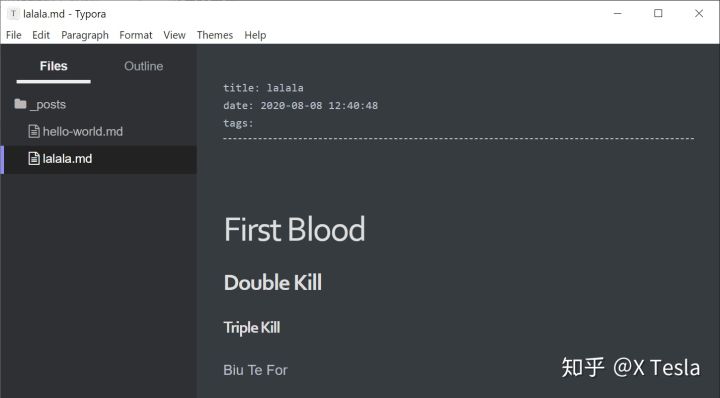 lalala.md - Typora
File Edit Paragraph Format View Themes Help
Files Outline
_posts
hello-world.md
lalala.md
title: lalala
date: 2020-08-08 12:40:48
tags:
First Blood
Double Kill
Triple Kill
Biu Te For
知乎 @X Tesla